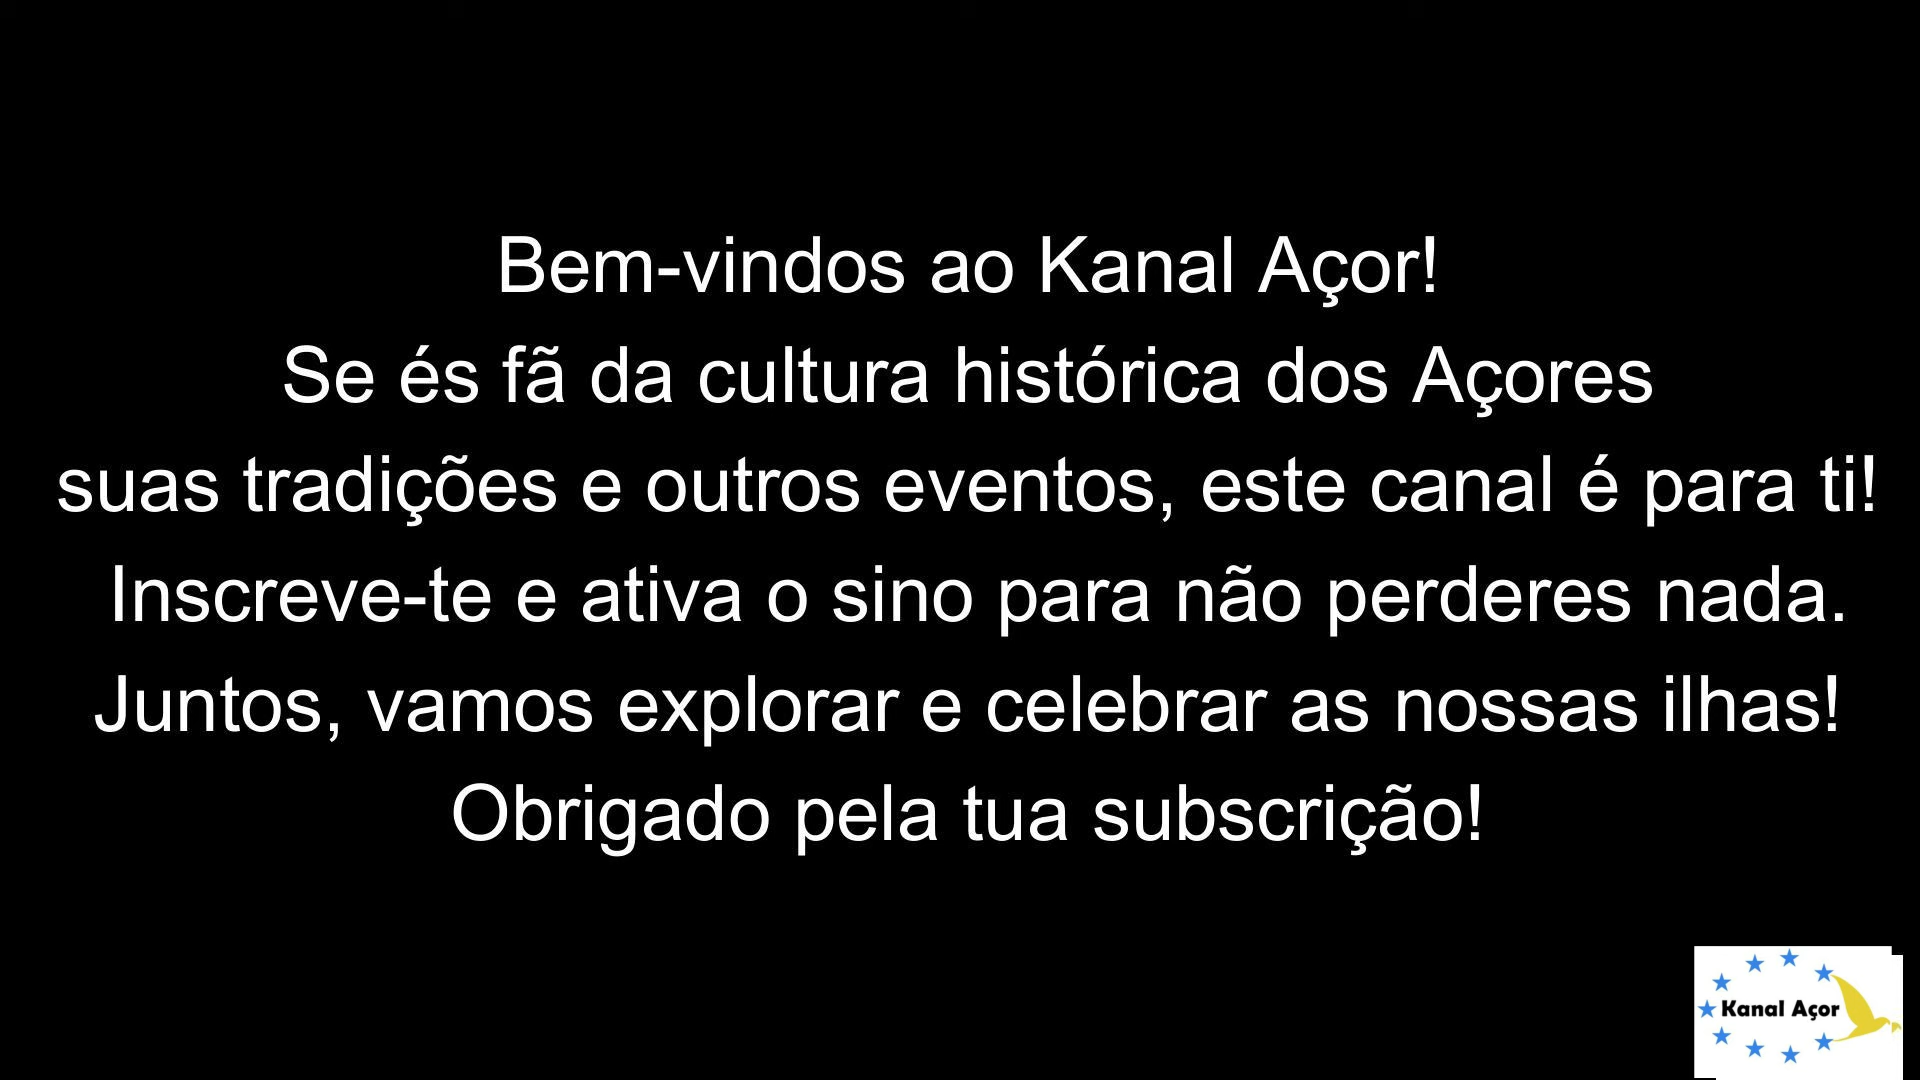 Bem-vindos ao Kanal Açor!
Se és fã da cultura histórica dos Açores
suas tradições e outros eventos, este canal é para ti!
Inscreve-te e ativa o sino para não perderes nada.
Juntos, vamos explorar e celebrar as nossas ilhas!
Obrigado pela tua subscrição!
Kanal Açor